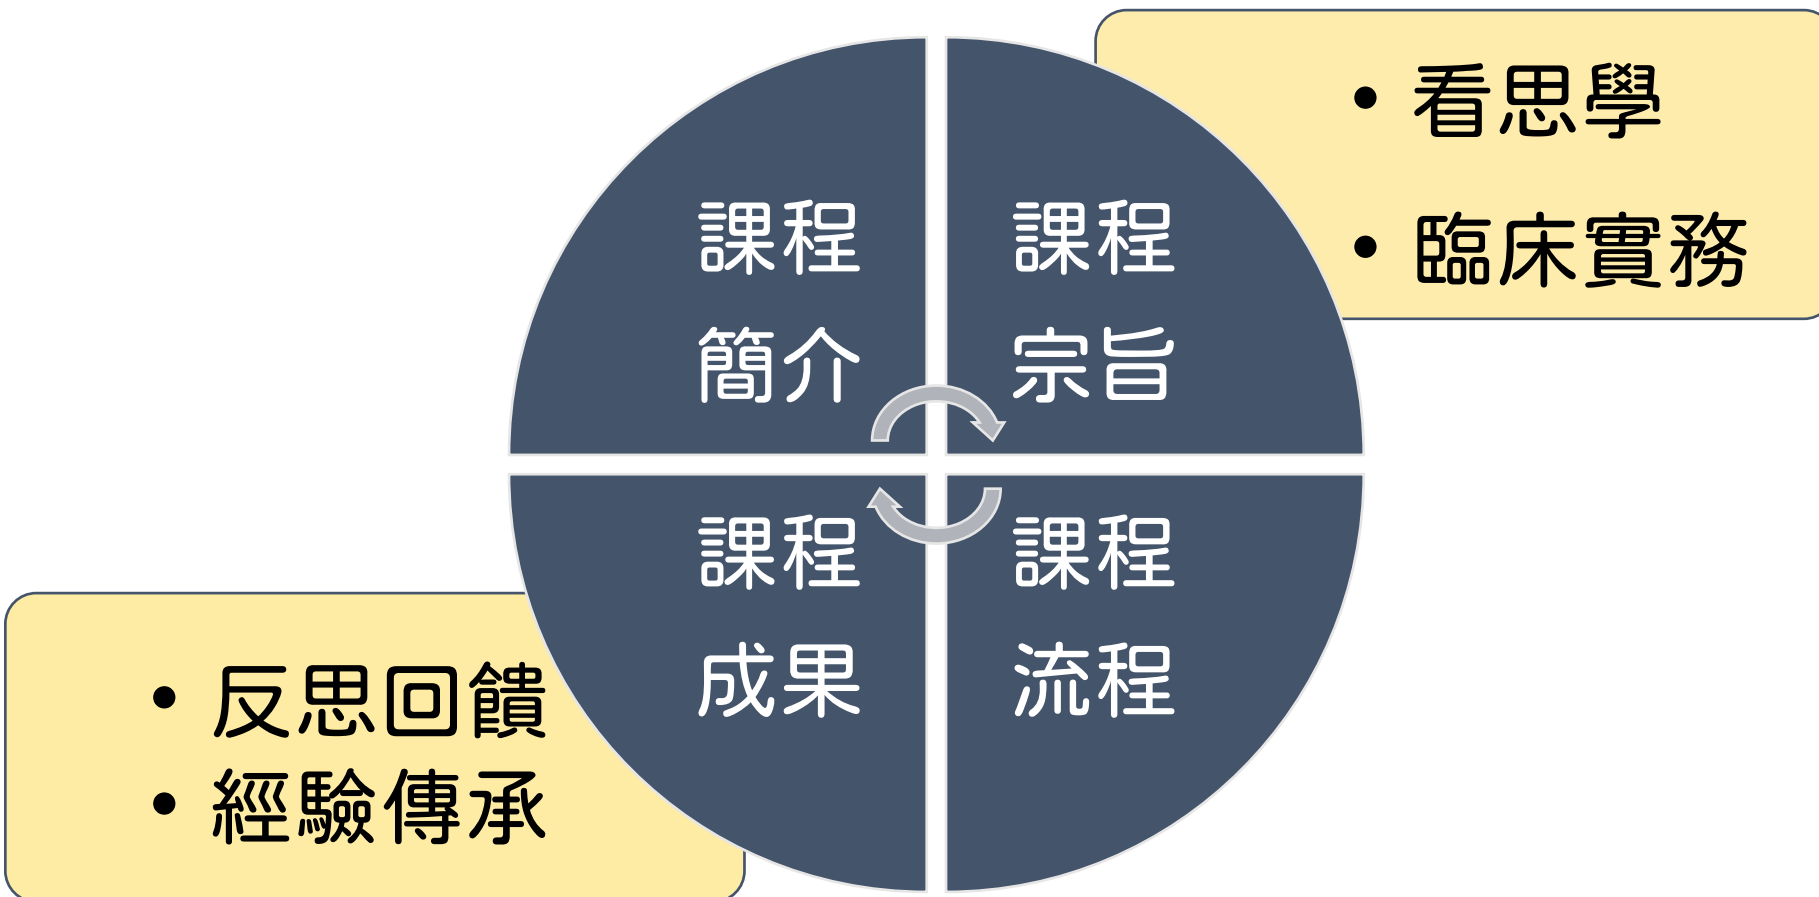 課程
簡介
課程
宗旨
• 看思學
• 臨床實務
課程
成果
課程
流程
• 反思回饋
• 經驗傳承